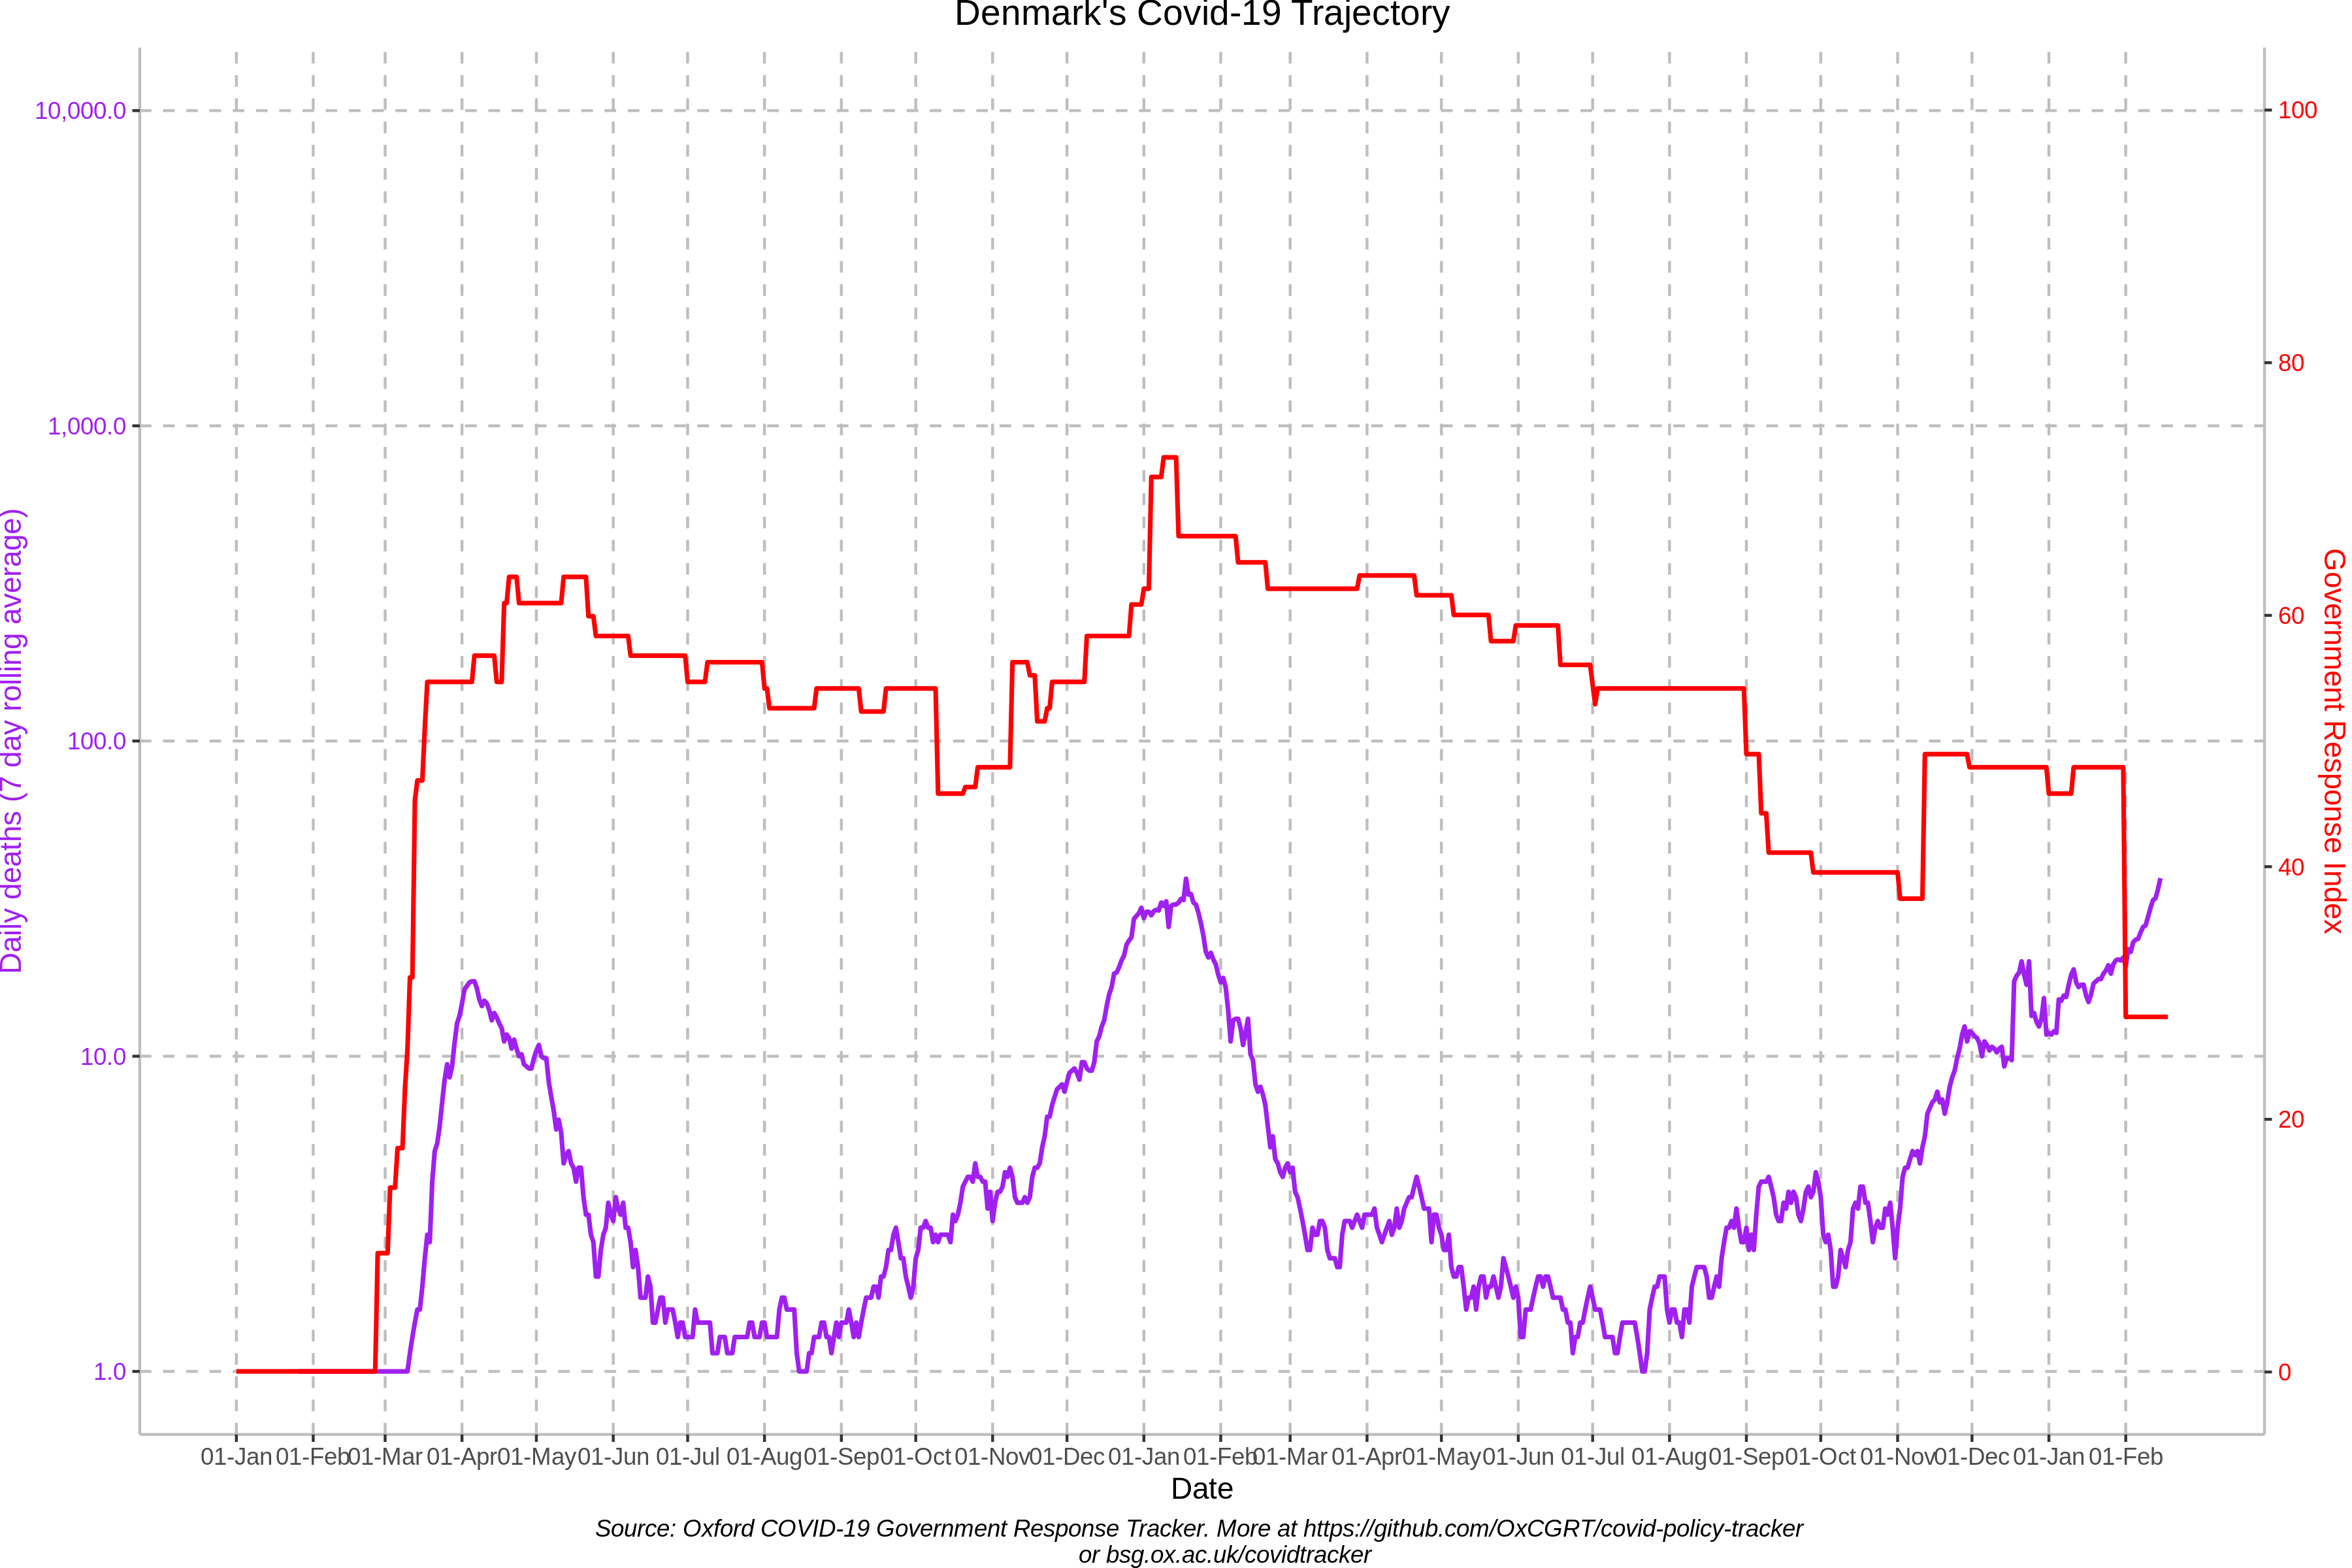 Denmark's Covid-19 Trajectory
10,000.0
1,000.0
100.0
10.0
1.0
Daily deaths (7 day rolling average)
100
80
60
40
20
0
Government Response Index
01-Jan 01-Feb 01-Mar 01-Apr 01-May 01-Jun 01-Jul 01-Aug 01-Sep 01-Oct 01-Nov 01-Dec 01-Jan 01-Feb 01-Mar 01-Apr 01-May 01-Jun 01-Jul 01-Aug 01-Sep 01-Oct 01-Nov 01-Dec 01-Jan 01-Feb
Date
Source: Oxford COVID-19 Government Response Tracker. More at https://github.com/OxCGRT/covid-policy-tracker
or bsg.ox.ac.uk/covidtracker